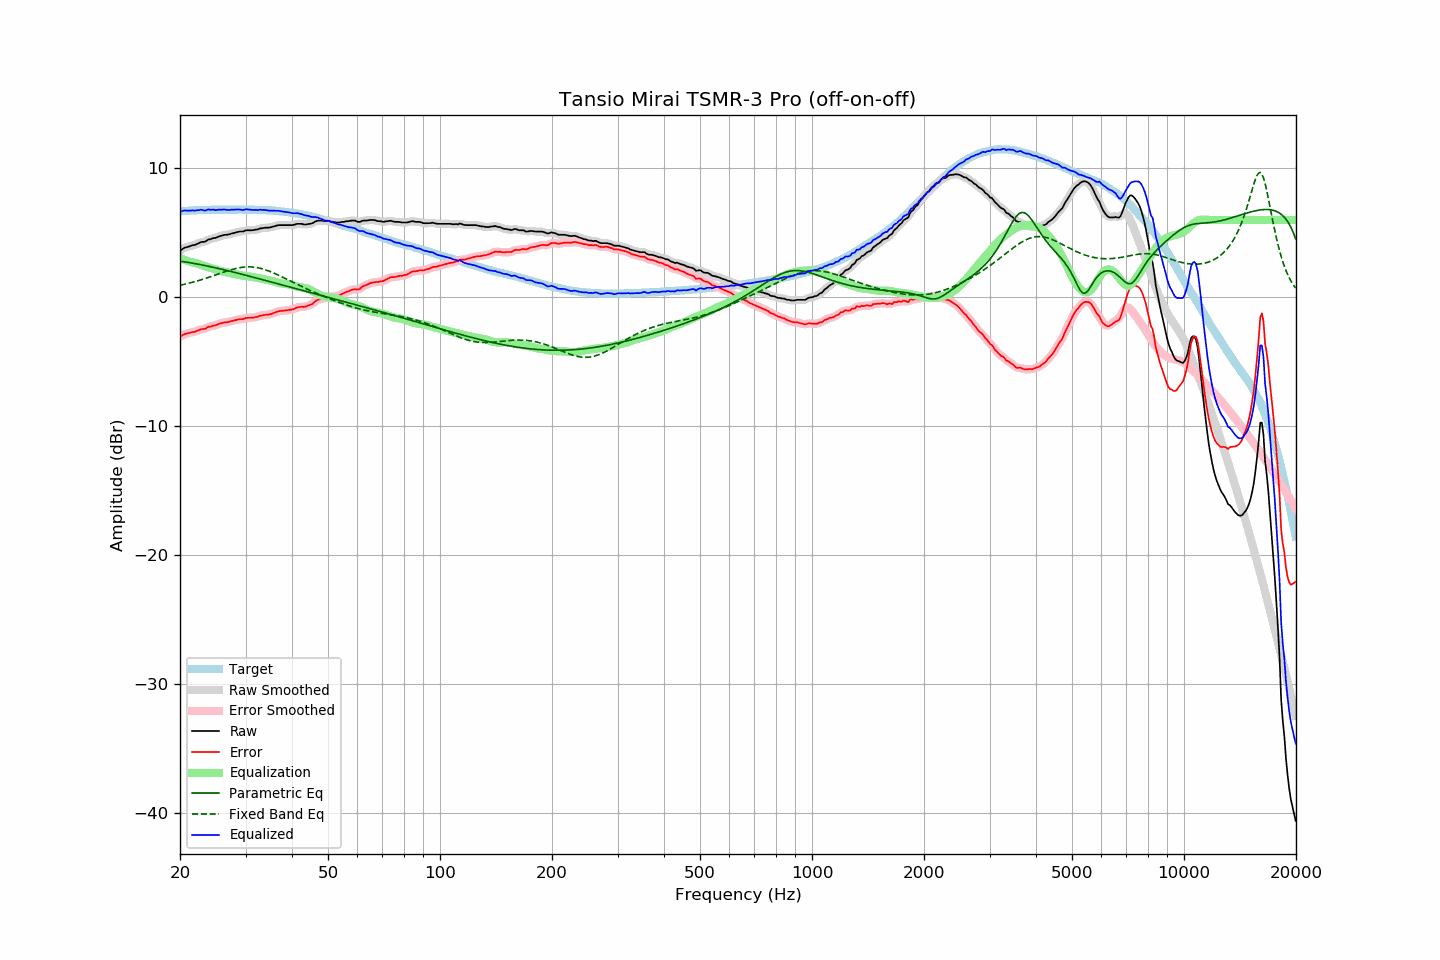 Tansio Mirai TSMR-3 Pro (off-on-off)
Amplitude (dBr)
10
0
−10
−20
−30
−40
Target
Raw Smoothed
Error Smoothed
Raw
Error
Equalization
Parametric Eq
Fixed Band Eq
Equalized
20 50 100 200 500 1000 2000 5000 10000 20000
Frequency (Hz)